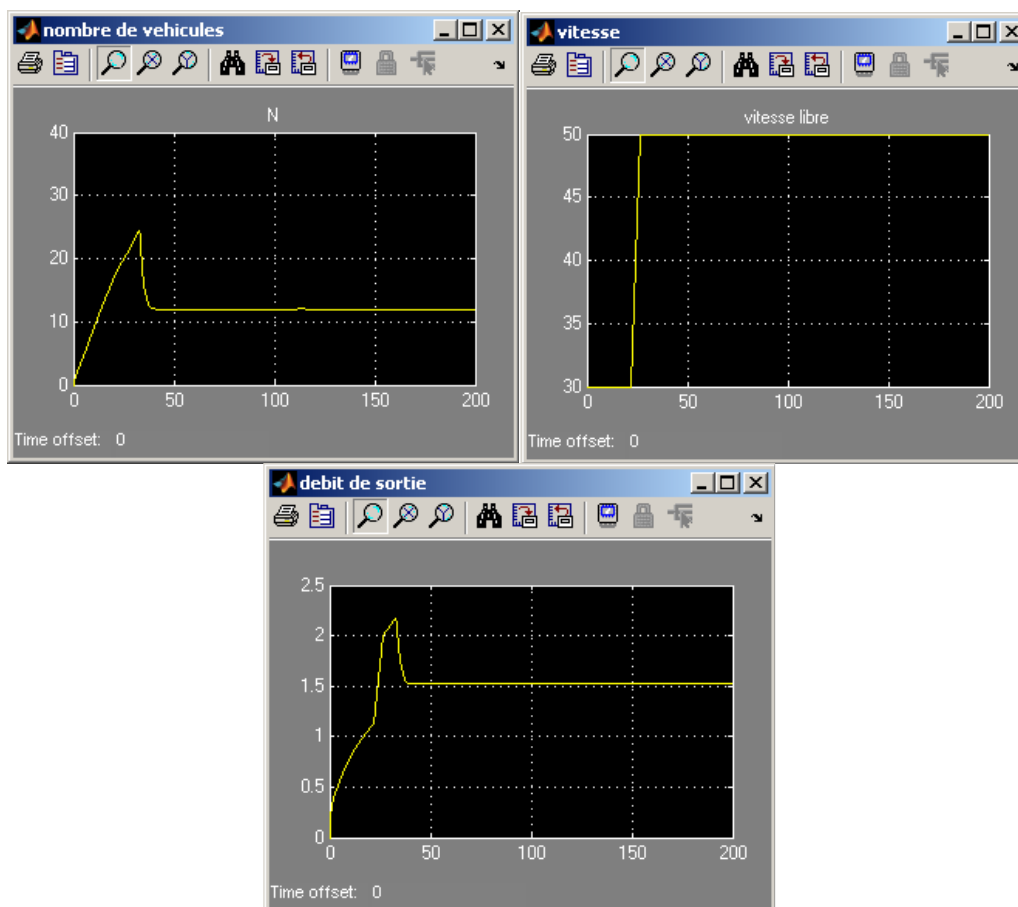 nombre de vehicules
N
40
30
20
10
0
0 50 100 150 200
Time offset: 0
vitesse
vitesse libre
50
45
40
35
30
0 50 100 150 200
Time offset: 0
debit de sortie
2.5
2
1.5
1
0.5
0
0 50 100 150 200
Time offset: 0